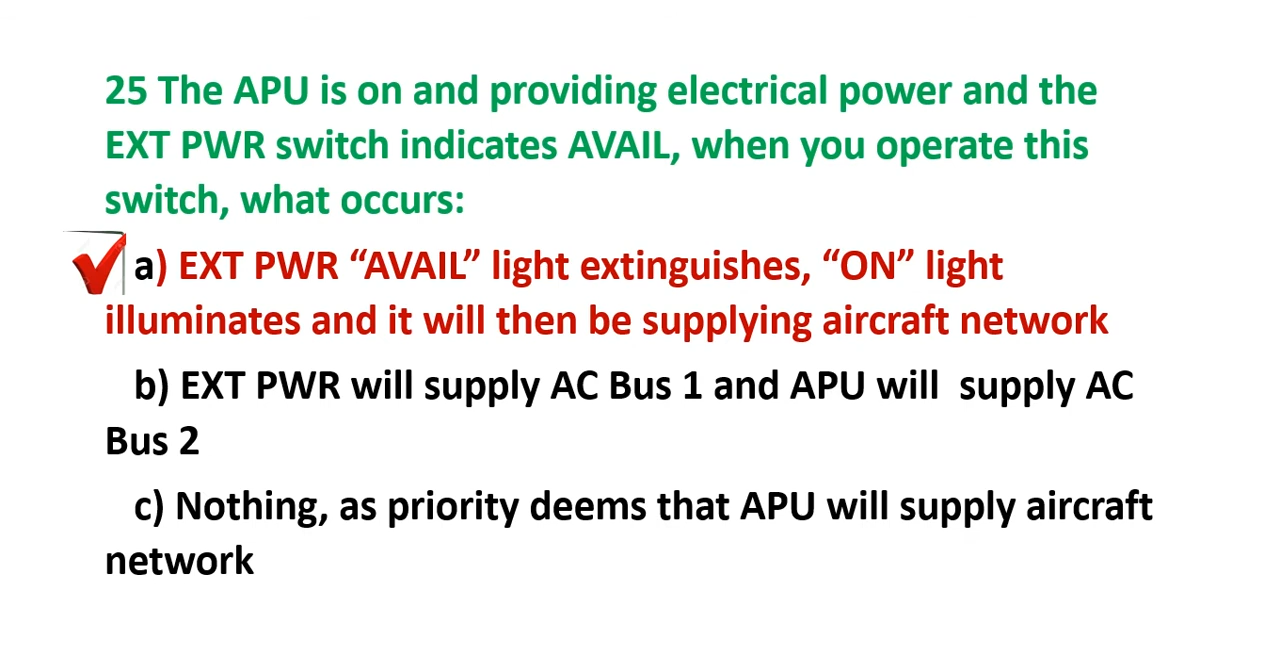 25 The APU is on and providing electrical power and the
EXT PWR switch indicates AVAIL, when you operate this
switch, what occurs:
a) EXT PWR “AVAIL” light extinguishes, “ON” light
illuminates and it will then be supplying aircraft network
b) EXT PWR will supply AC Bus 1 and APU will  supply AC
Bus 2
c) Nothing, as priority deems that APU will supply aircraft
network